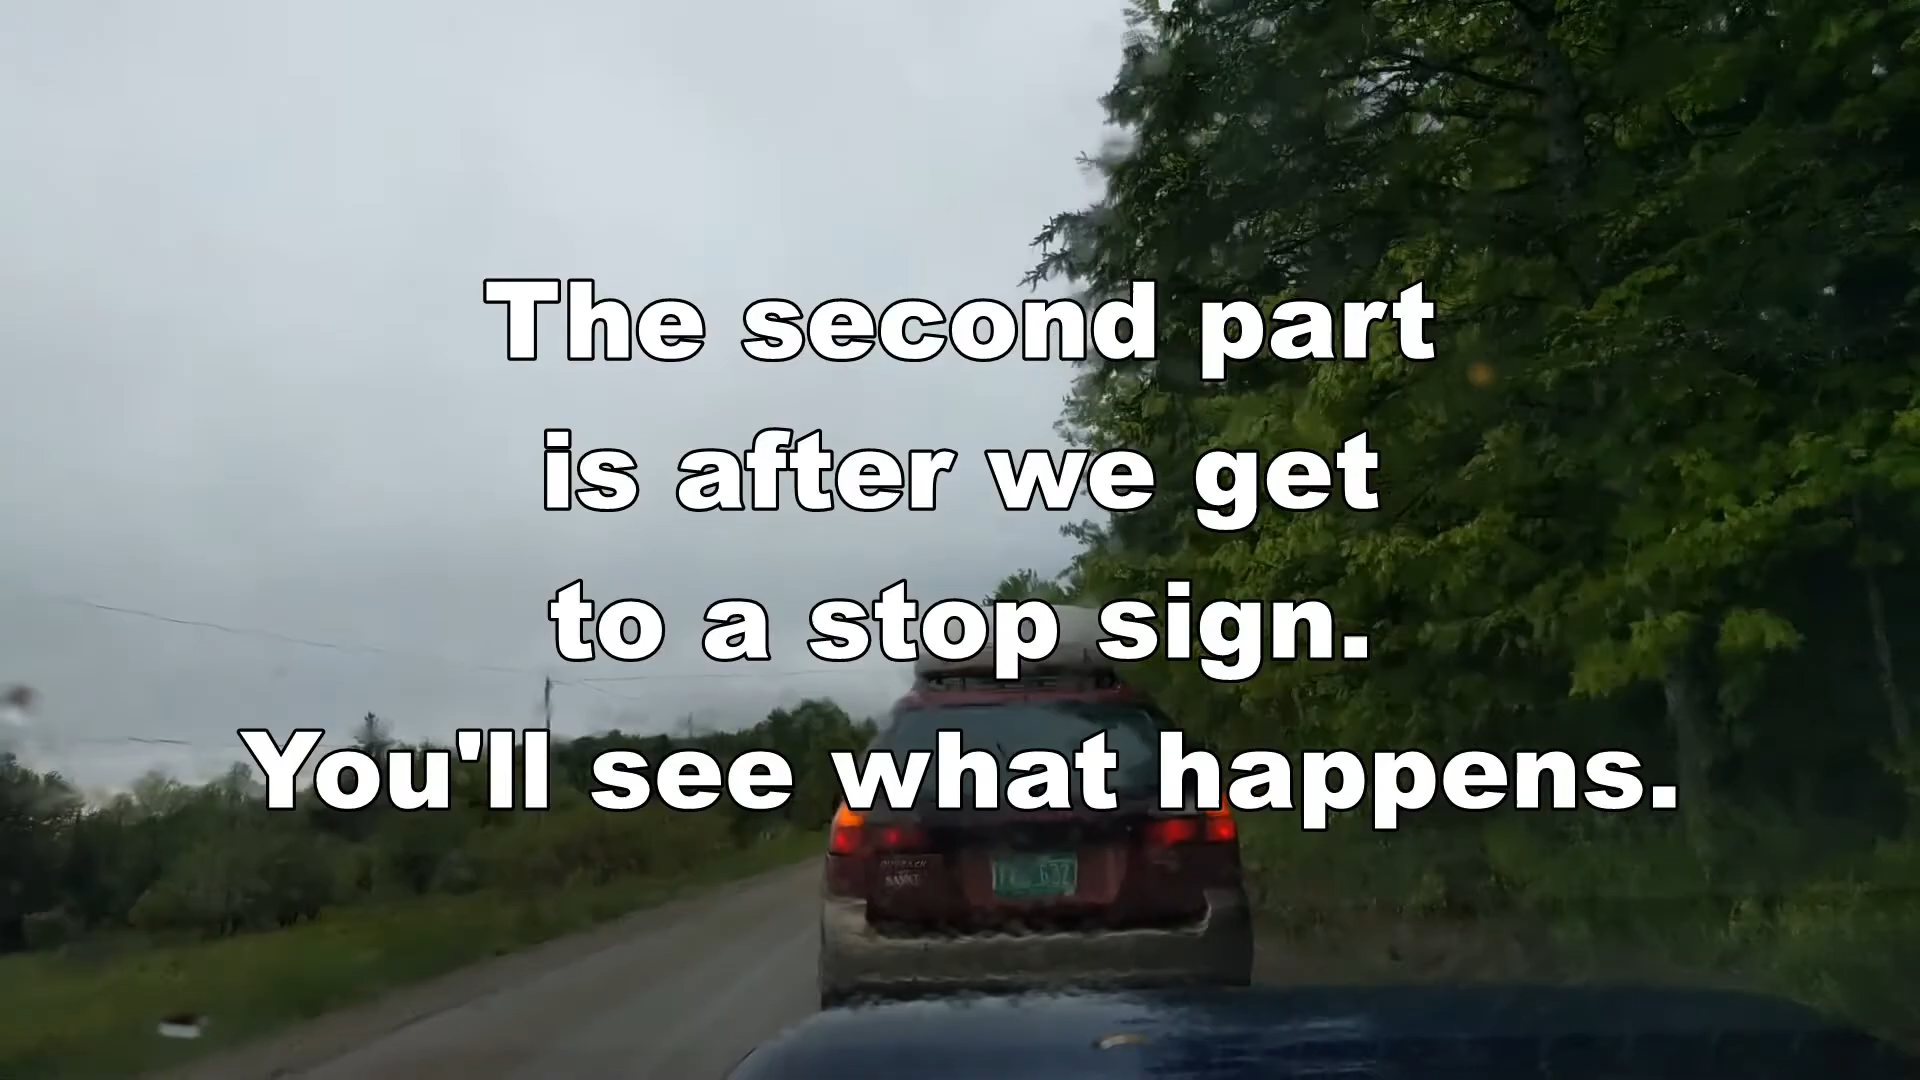 The second part
is after we get
to a stop sign.
You'll see what happens.